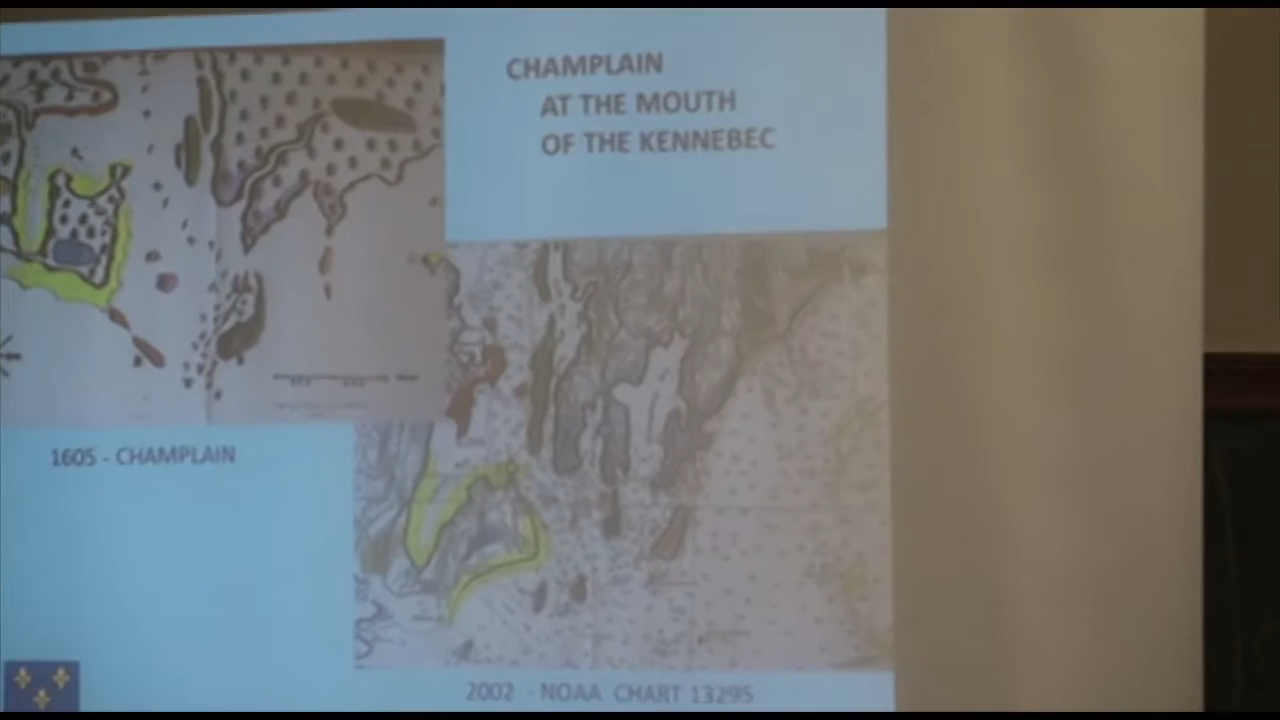 CHAMPLAIN
AT THE MOUTH
OF THE KENNEBEC
1605 - CHAMPLAIN
2002 - NOAA CHART 13295